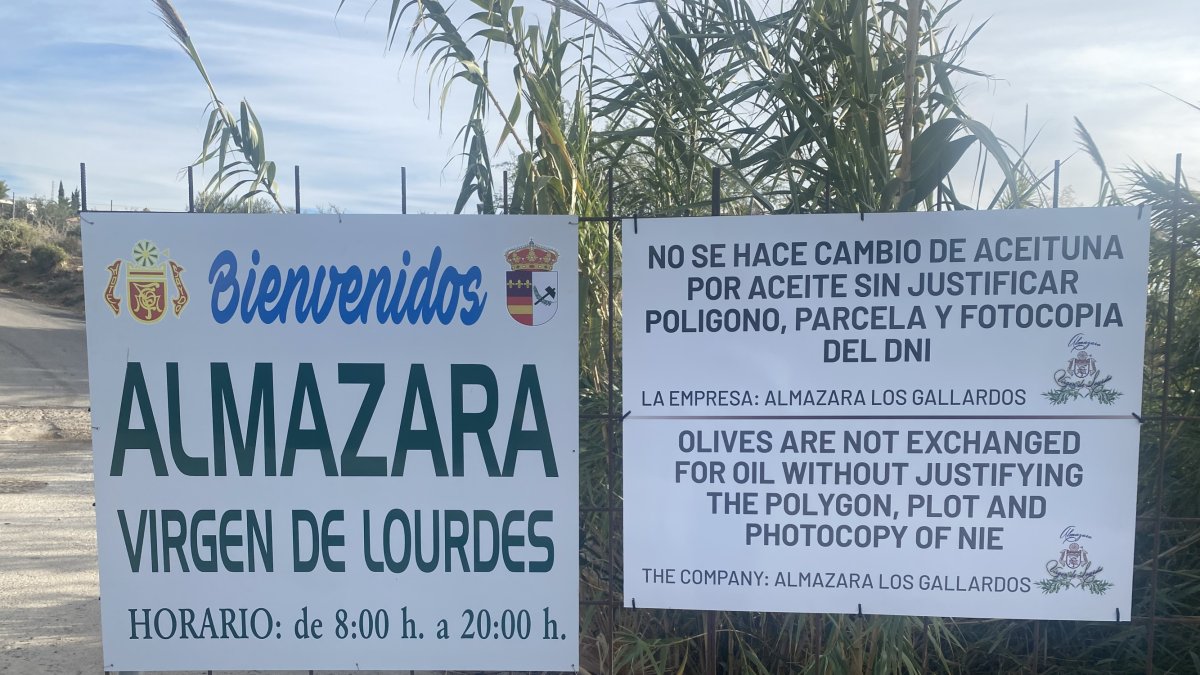 Bienvenidos
ALMAZARA
VIRGEN DE LOURDES
HORARIO: de 8:00 h. a 20:00 h.
NO SE HACE CAMBIO DE ACEITUNA
POR ACEITE SIN JUSTIFICAR
POLIGONO, PARCELA Y FOTOCOPIA
DEL DNI
LA EMPRESA: ALMAZARA LOS GALLARDOS
Almazara
OLIVES ARE NOT EXCHANGED
FOR OIL WITHOUT JUSTIFYING
THE POLYGON, PLOT AND
PHOTOCOPY OF NIE
THE COMPANY: ALMAZARA LOS GALLARDOS
Almazara